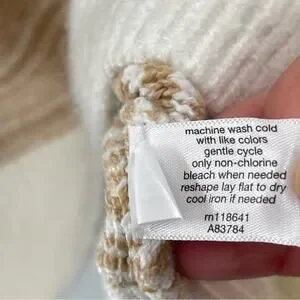 machine wash cold
with like colors
gentle cycle
only non-chlorine
bleach when needed
reshape lay flat to dry
cool iron if needed
rn118641
A83784